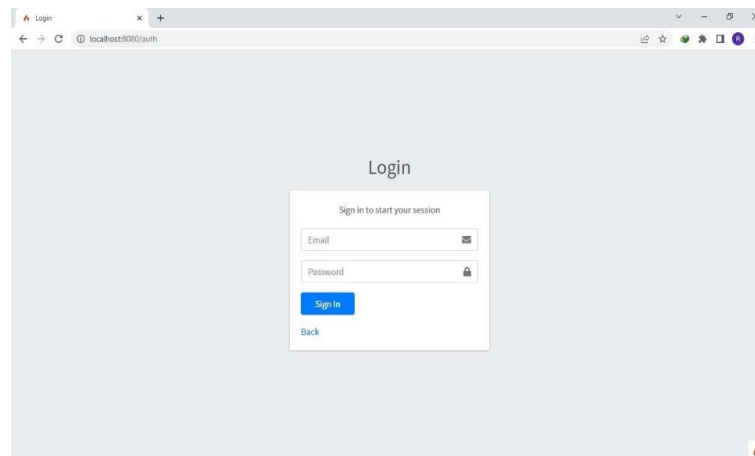 Login
localhost:8080/auth
R
Login
Sign in to start your session
Email
Password
Sign In
Back